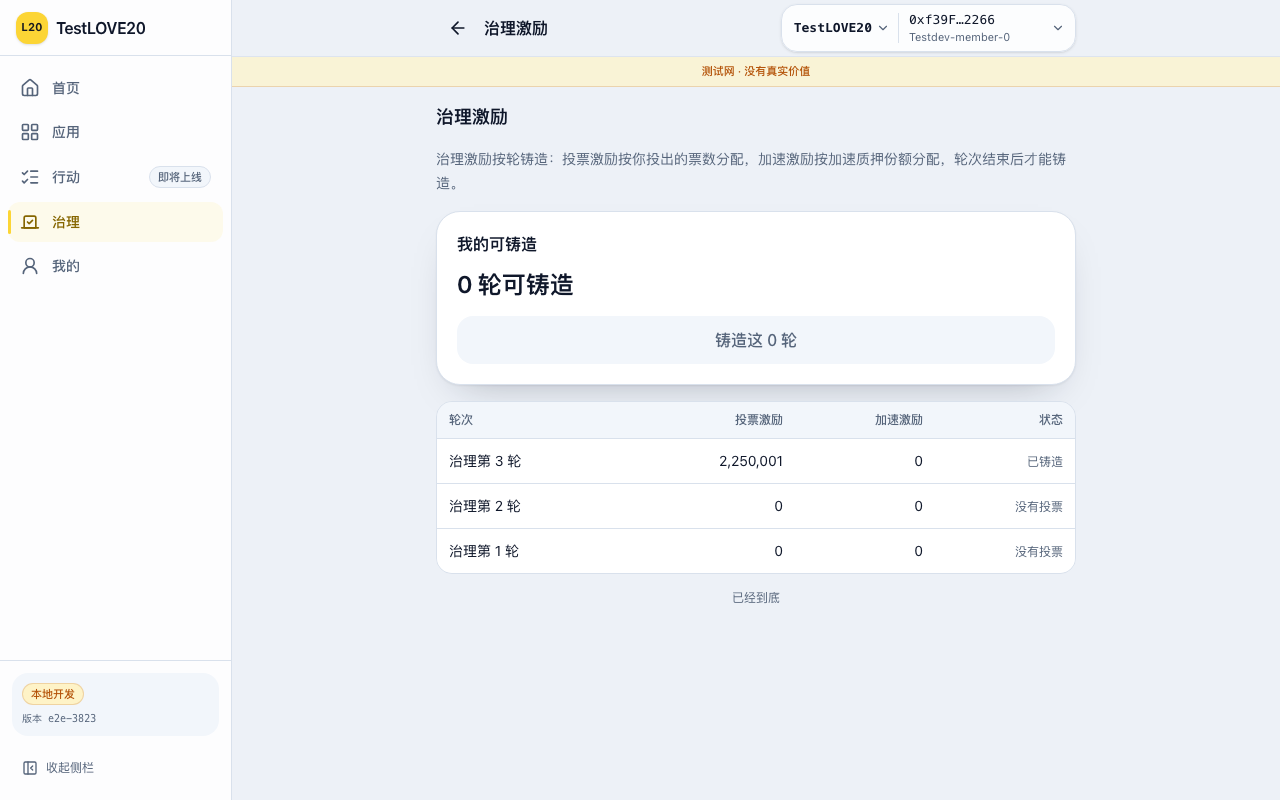 L20 TestLOVE20
首页
应用
行动 即将上线
治理
我的
本地开发
版本 e2e-3823
收起侧栏
治理激励
TestLOVE20
0xf39F…2266
Testdev-member-0
测试网 · 没有真实价值
治理激励
治理激励按轮铸造：投票激励按你投出的票数分配，加速激励按加速质押份额分配，轮次结束后才能铸
造。
我的可铸造
0 轮可铸造
铸造这 0 轮
轮次 投票激励 加速激励 状态
治理第 3 轮 2,250,001 0 已铸造
治理第 2 轮 0 0 没有投票
治理第 1 轮 0 0 没有投票
已经到底